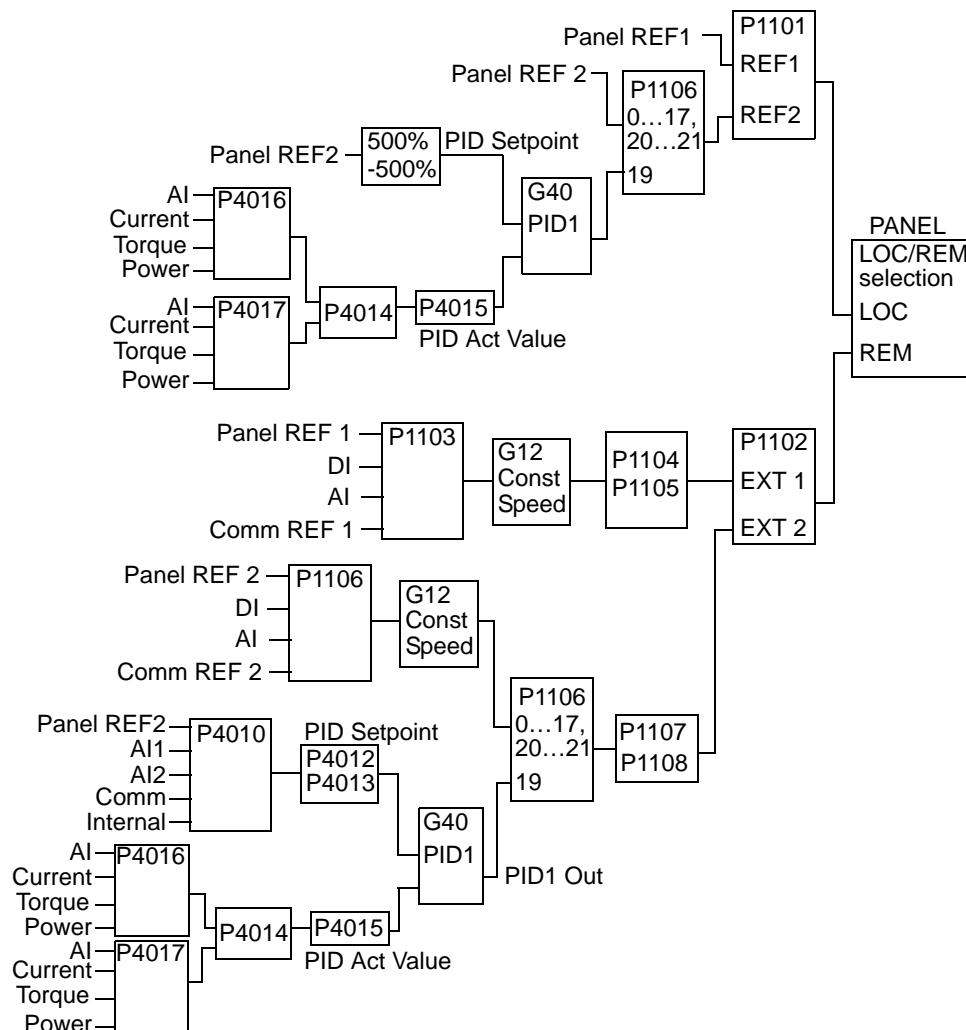 Panel REF1
P1101
REF1
REF2
Panel REF 2
P1106
0…17,
20…21
19
Panel REF2
500%
-500%
PID Setpoint
G40
PID1
AI
Current
Torque
Power
P4016
AI
Current
Torque
Power
P4017
P4014
P4015
PID Act Value
PANEL
LOC/REM
selection
LOC
REM
Panel REF 1
DI
AI
Comm REF 1
P1103
G12
Const
Speed
P1104
P1105
P1102
EXT 1
EXT 2
Panel REF 2
DI
AI
Comm REF 2
P1106
G12
Const
Speed
P1106
0…17,
20…21
19
P1107
P1108
Panel REF2
AI1
AI2
Comm
Internal
P4010
PID Setpoint
P4012
P4013
G40
PID1
PID1 Out
AI
Current
Torque
Power
P4016
AI
Current
Torque
Power
P4017
P4014
P4015
PID Act Value